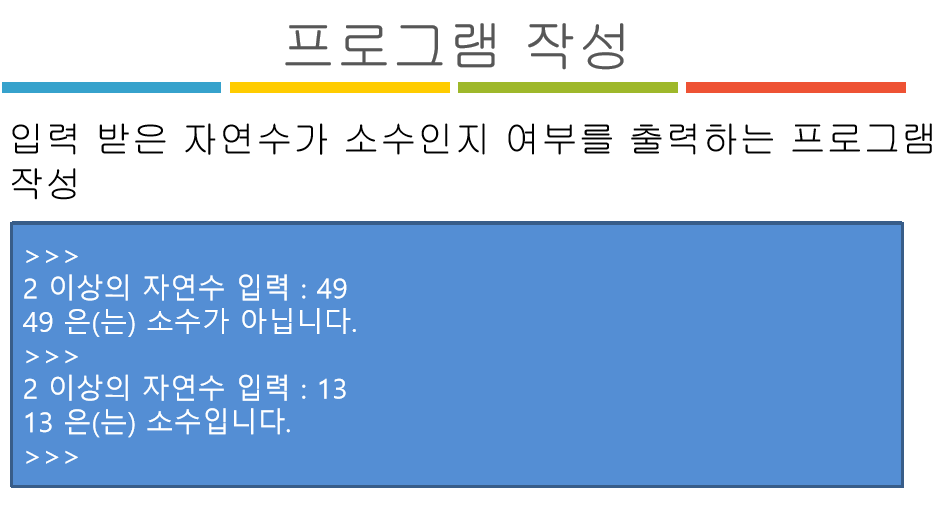 프로그램 작성
입력 받은 자연수가 소수인지 여부를 출력하는 프로그램
작성
>>>
2 이상의 자연수 입력 : 49
49 은(는) 소수가 아닙니다.
>>>
2 이상의 자연수 입력 : 13
13 은(는) 소수입니다.
>>>